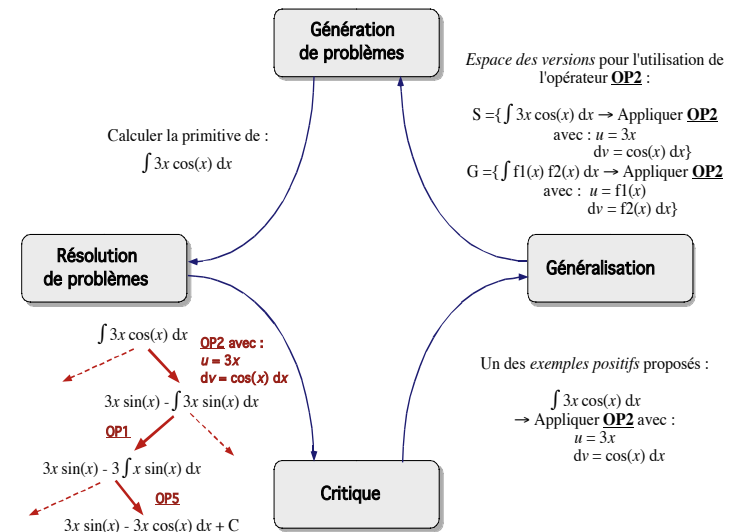 Génération
de problèmes
Espace des versions pour l'utilisation de
l'opérateur OP2 :
S ={ ∫ 3x cos(x) dx → Appliquer OP2
avec : u = 3x
dv = cos(x) dx}
G ={ ∫ f1(x) f2(x) dx → Appliquer OP2
avec : u = f1(x)
dv = f2(x) dx}
Calculer la primitive de :
∫ 3x cos(x) dx
Résolution
de problèmes
Généralisation
∫ 3x cos(x) dx
OP2 avec :
u = 3x
dv = cos(x) dx
3x sin(x) - ∫ 3x sin(x) dx
OP1
3x sin(x) - 3 ∫ x sin(x) dx
OP5
3x sin(x) - 3x cos(x) dx + C
Un des exemples positifs proposés :
∫ 3x cos(x) dx
→ Appliquer OP2 avec :
u = 3x
dv = cos(x) dx
Critique